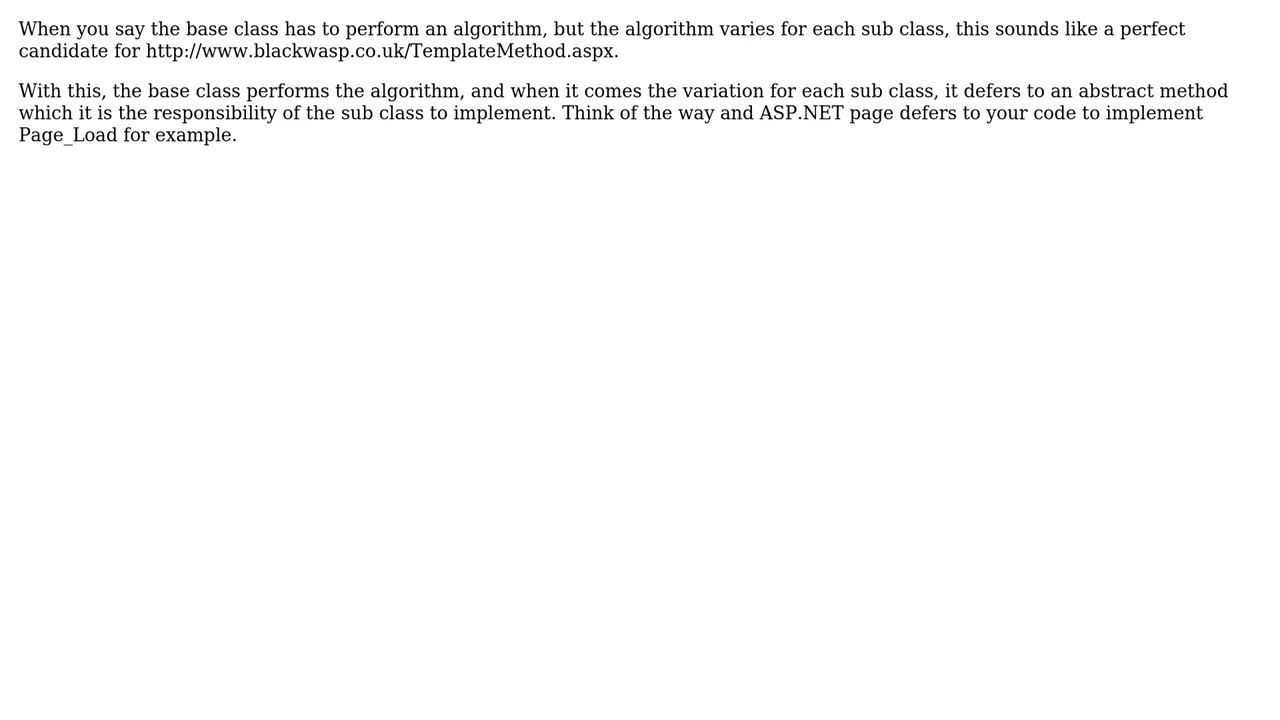 When you say the base class has to perform an algorithm, but the algorithm varies for each sub class, this sounds like a perfect
candidate for http://www.blackwasp.co.uk/TemplateMethod.aspx.
With this, the base class performs the algorithm, and when it comes the variation for each sub class, it defers to an abstract method
which it is the responsibility of the sub class to implement. Think of the way and ASP.NET page defers to your code to implement
Page_Load for example.